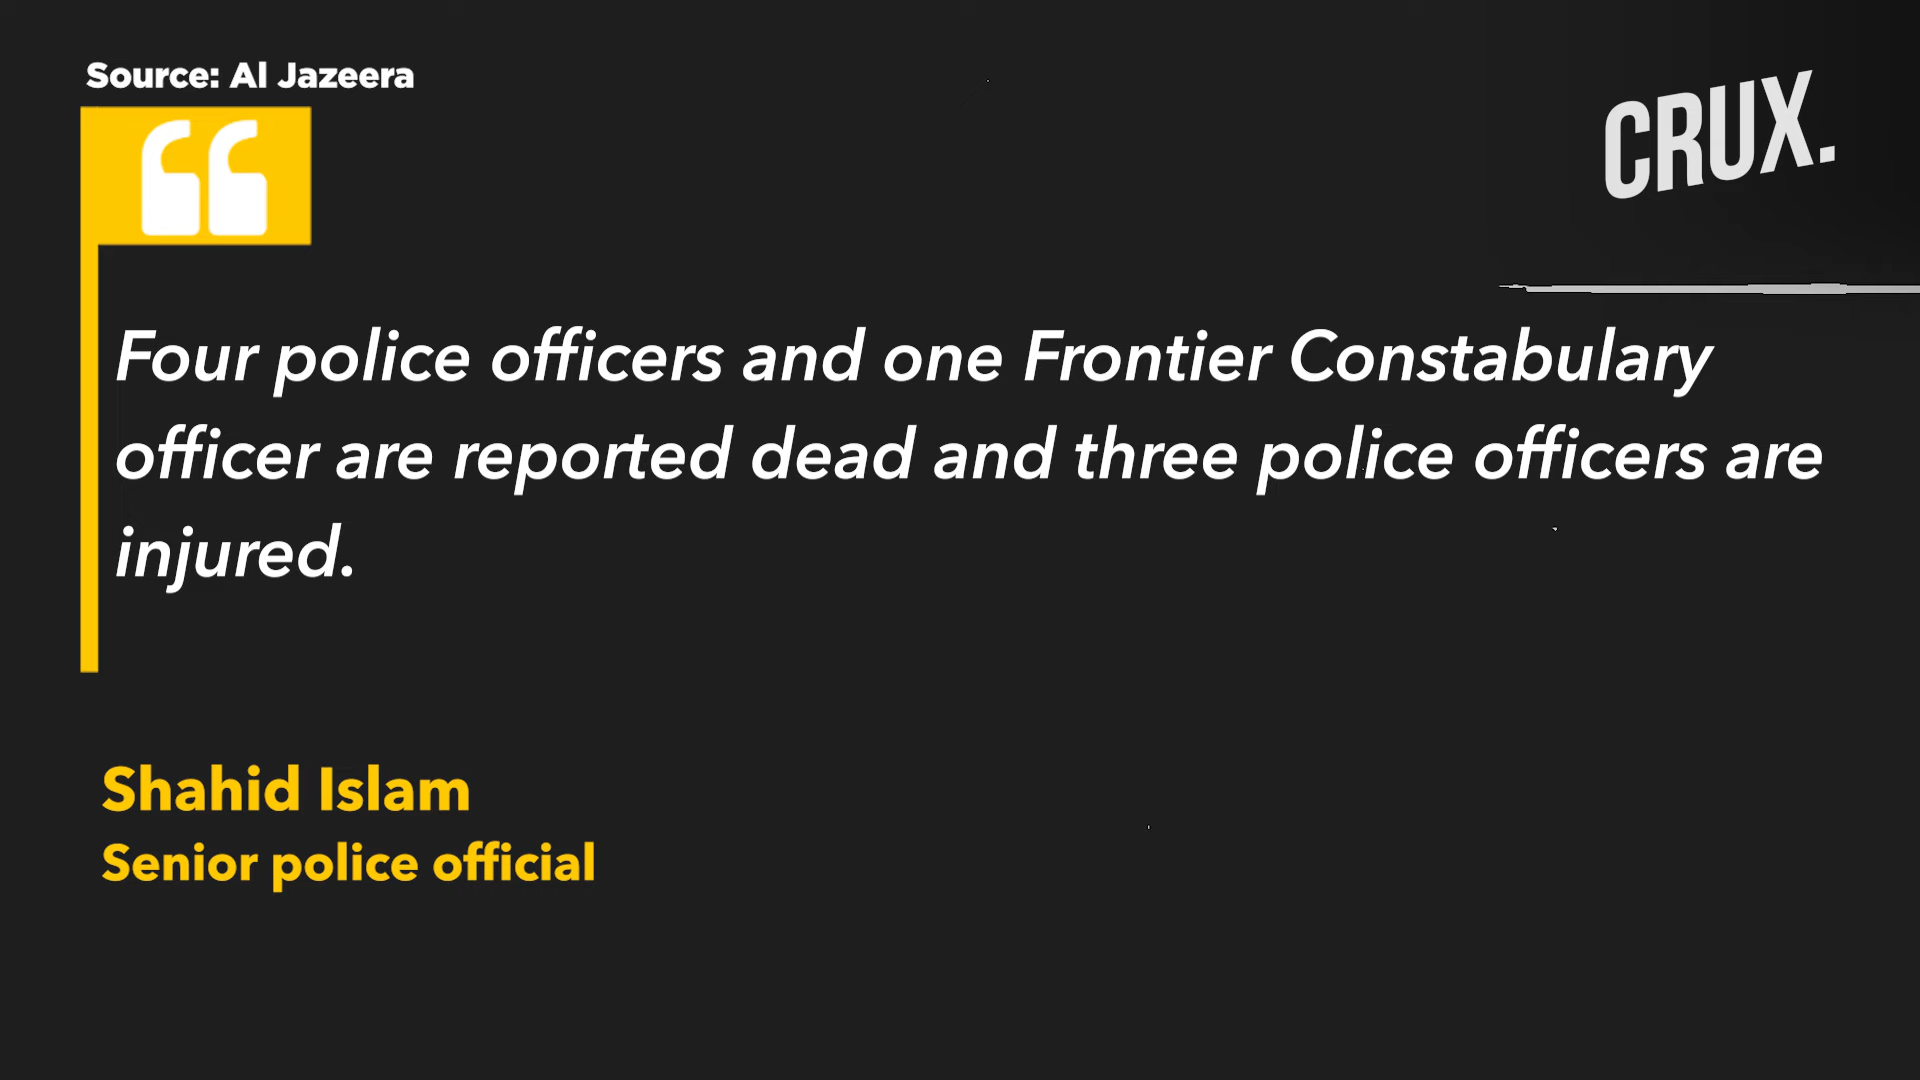 Source: Al Jazeera
CRUX.
Four police officers and one Frontier Constabulary
officer are reported dead and three police officers are
injured.
Shahid Islam
Senior police official